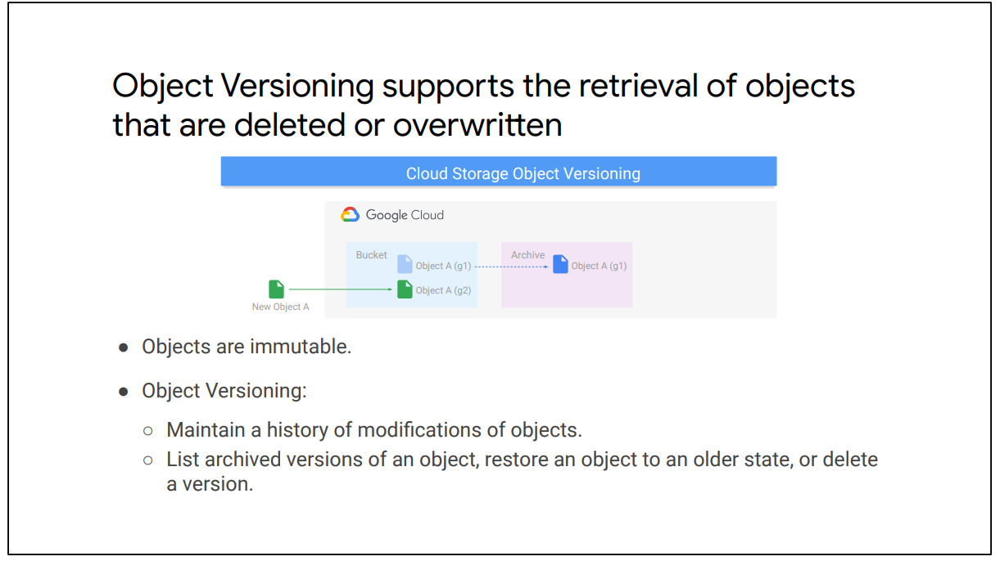 Object Versioning supports the retrieval of objects
that are deleted or overwritten
Cloud Storage Object Versioning
Google Cloud
Bucket
Object A (g1)
Archive
Object A (g1)
Object A (g2)
New Object A
● Objects are immutable.
● Object Versioning:
○ Maintain a history of modifications of objects.
○ List archived versions of an object, restore an object to an older state, or delete
a version.